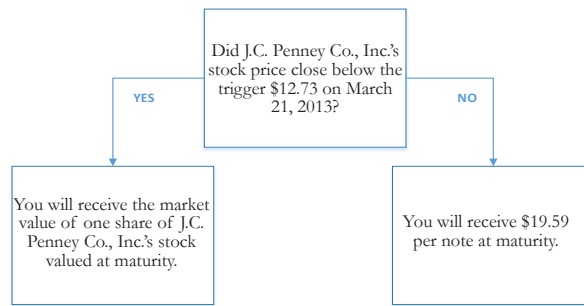 Did J.C. Penney Co., Inc.'s
stock price close below the
trigger $12.73 on March
21, 2013?
YES
NO
You will receive the market
value of one share of J.C.
Penney Co., Inc.'s stock
valued at maturity.
You will receive $19.59
per note at maturity.